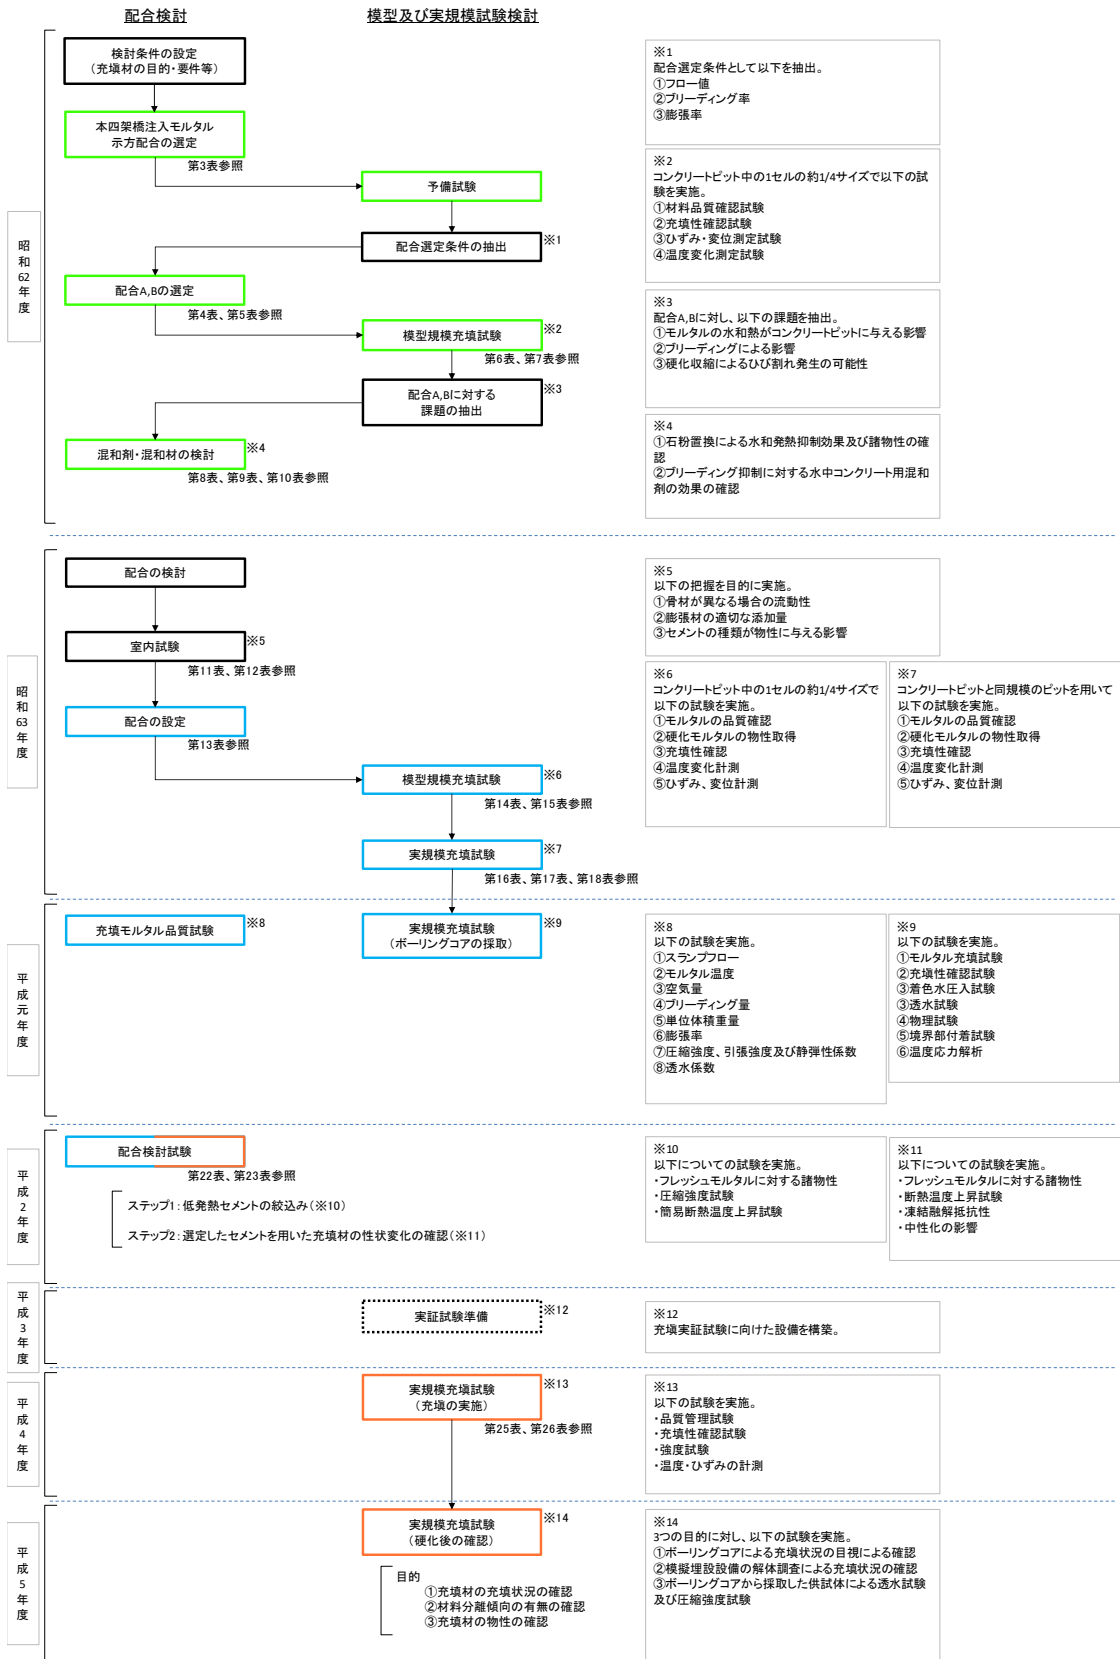 配合検討
模型及び実規模試験検討
昭和62年度
検討条件の設定
（充填材の目的・要件等）
本四架橋注入モルタル
示方配合の選定
第3表参照
予備試験
配合選定条件の抽出
※1
配合A,Bの選定
第4表、第5表参照
模型規模充填試験
※2
第6表、第7表参照
配合A,Bに対する
課題の抽出
※3
混和剤・混和材の検討
※4
第8表、第9表、第10表参照
※1
配合選定条件として以下を抽出。
①フロー値
②ブリーディング率
③膨張率
※2
コンクリートピット中の1セルの約1/4サイズで以下の試
験を実施。
①材料品質確認試験
②充填性確認試験
③ひずみ・変位測定試験
④温度変化測定試験
※3
配合A,Bに対し、以下の課題を抽出。
①モルタルの水和熱がコンクリートピットに与える影響
②ブリーディングによる影響
③硬化収縮によるひび割れ発生の可能性
※4
①石粉置換による水和発熱抑制効果及び諸物性の確
認
②ブリーディング抑制に対する水中コンクリート用混和
剤の効果の確認
昭和63年度
配合の検討
室内試験
※5
第11表、第12表参照
配合の設定
第13表参照
模型規模充填試験
※6
第14表、第15表参照
実規模充填試験
※7
第16表、第17表、第18表参照
※5
以下の把握を目的に実施。
①骨材が異なる場合の流動性
②膨張材の適切な添加量
③セメントの種類が物性に与える影響
※6
コンクリートピット中の1セルの約1/4サイズで
以下の試験を実施。
①モルタルの品質確認
②硬化モルタルの物性取得
③充填性確認
④温度変化計測
⑤ひずみ、変位計測
※7
コンクリートピットと同規模のピットを用いて
以下の試験を実施。
①モルタルの品質確認
②硬化モルタルの物性取得
③充填性確認
④温度変化計測
⑤ひずみ、変位計測
平成元年度
充填モルタル品質試験
※8
実規模充填試験
（ボーリングコアの採取）
※9
※8
以下の試験を実施。
①スランプフロー
②モルタル温度
③空気量
④ブリーディング量
⑤単位体積重量
⑥膨張率
⑦圧縮強度、引張強度及び静弾性係数
⑧透水係数
※9
以下の試験を実施。
①モルタル充填試験
②充填性確認試験
③着色水圧入試験
③透水試験
④物理試験
⑤境界部付着試験
⑥温度応力解析
平成2年度
配合検討試験
第22表、第23表参照
ステップ1：低発熱セメントの絞込み（※10）
ステップ2：選定したセメントを用いた充填材の性状変化の確認（※11）
※10
以下についての試験を実施。
・フレッシュモルタルに対する諸物性
・圧縮強度試験
・簡易断熱温度上昇試験
※11
以下についての試験を実施。
・フレッシュモルタルに対する諸物性
・断熱温度上昇試験
・凍結融解抵抗性
・中性化の影響
平成3年度
実証試験準備
※12
※12
充填実証試験に向けた設備を構築。
平成4年度
実規模充填試験
（充填の実施）
※13
第25表、第26表参照
※13
以下の試験を実施。
・品質管理試験
・充填性確認試験
・強度試験
・温度・ひずみの計測
平成5年度
実規模充填試験
（硬化後の確認）
※14
目的
①充填材の充填状況の確認
②材料分離傾向の有無の確認
③充填材の物性の確認
※14
3つの目的に対し、以下の試験を実施。
①ボーリングコアによる充填状況の目視による確認
②模擬埋設設備の解体調査による充填状況の確認
③ボーリングコアから採取した供試体による透水試験
及び圧縮強度試験